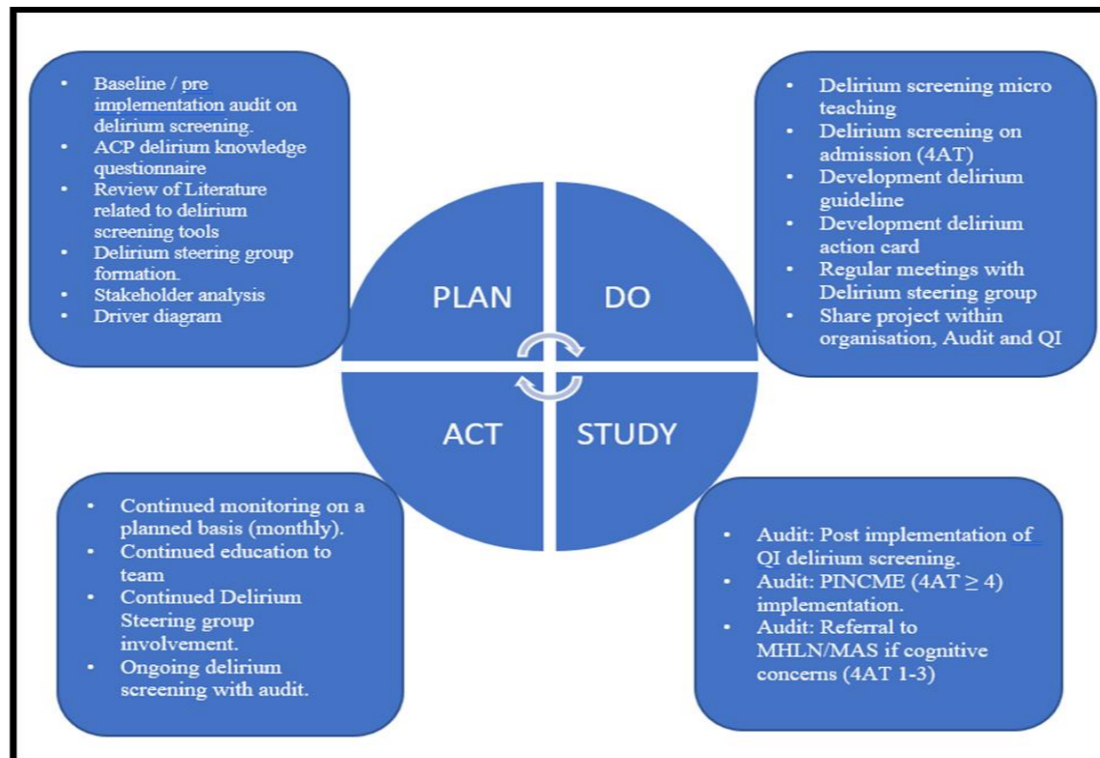 • Baseline / pre
implementation audit on
delirium screening.
• ACP delirium knowledge
questionnaire
• Review of Literature
related to delirium
screening tools
• Delirium steering group
formation.
• Stakeholder analysis
• Driver diagram
• Delirium screening micro
teaching
• Delirium screening on
admission (4AT)
• Development delirium
guideline
• Development delirium
action card
• Regular meetings with
Delirium steering group
• Share project within
organisation, Audit and QI
PLAN
DO
ACT
STUDY
• Continued monitoring on a
planned basis (monthly).
• Continued education to
team
• Continued Delirium
Steering group
involvement.
• Ongoing delirium
screening with audit.
• Audit: Post implementation of
QI delirium screening.
• Audit: PINCME (4AT ≥ 4)
implementation.
• Audit: Referral to
MHLN/MAS if cognitive
concerns (4AT 1-3)